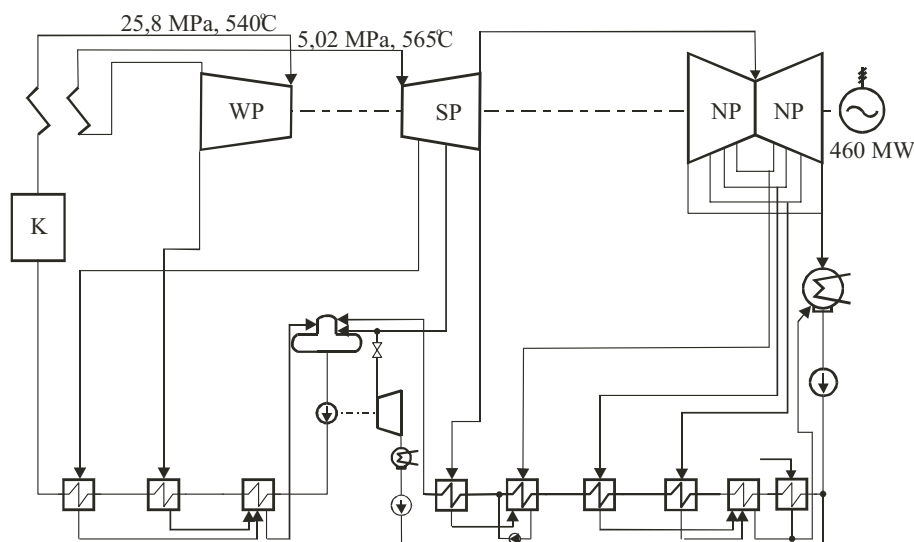 25,8 MPa, 540°C
5,02 MPa, 565°C
WP
SP
NP
NP
460 MW
K